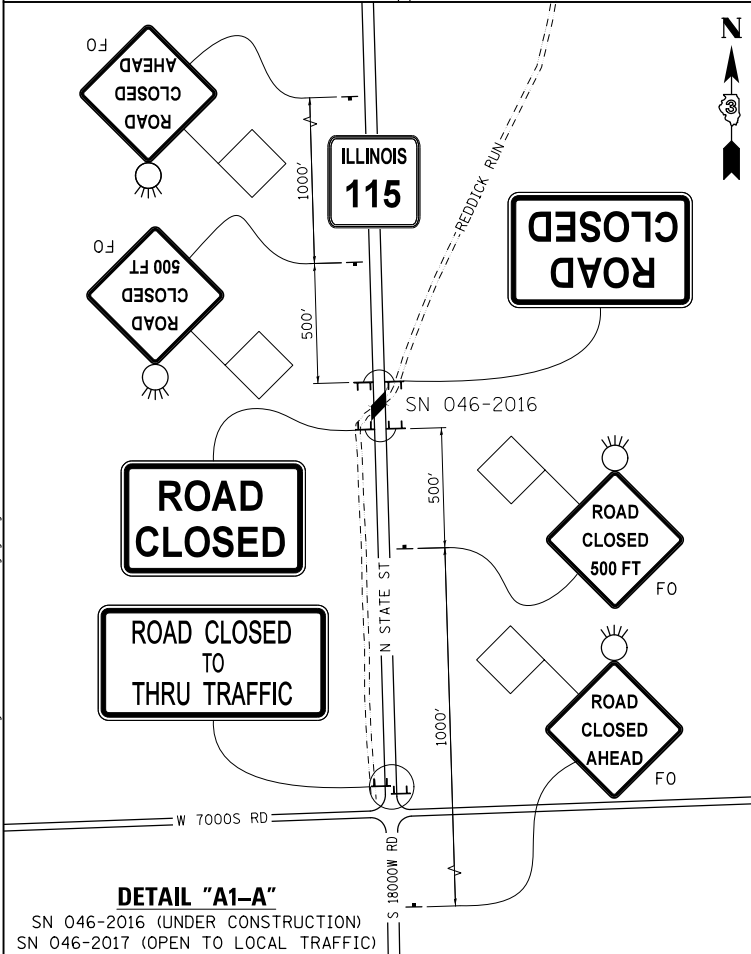 N
3
FO
ROAD
CLOSED
AHEAD
1000'
ILLINOIS
115
REDDICK RUN
FO
ROAD
CLOSED
500 FT
500'
ROAD
CLOSED
SN 046-2016
ROAD
CLOSED
500'
ROAD
CLOSED
500 FT
FO
N STATE ST
ROAD CLOSED
TO
THRU TRAFFIC
1000'
ROAD
CLOSED
AHEAD
FO
W 7000S RD
S 18000W RD
DETAIL "A1-A"
SN 046-2016 (UNDER CONSTRUCTION)
SN 046-2017 (OPEN TO LOCAL TRAFFIC)